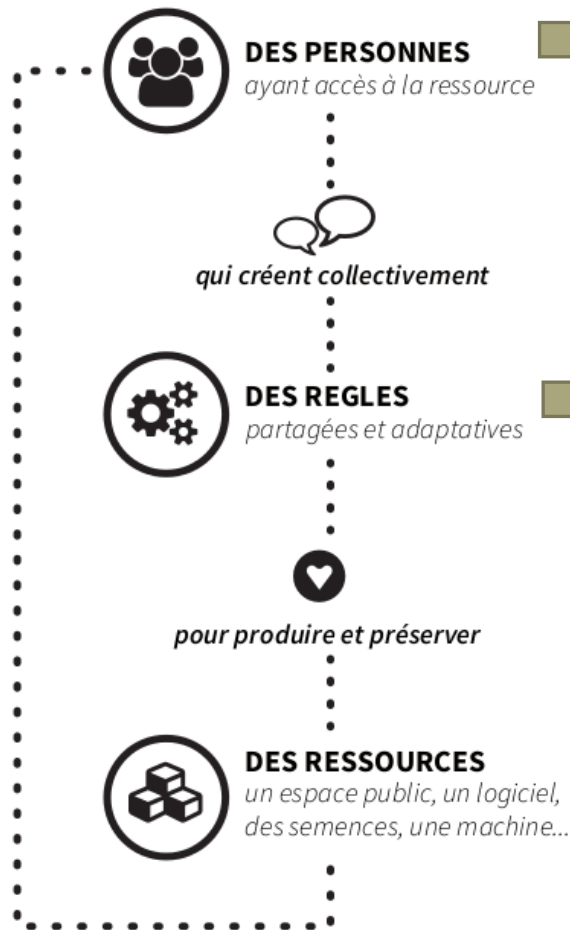 DES PERSONNES
ayant accès à la ressource
qui créent collectivement
DES REGLES
partagées et adaptatives
pour produire et préserver
DES RESSOURCES
un espace public, un logiciel,
des semences, une machine...